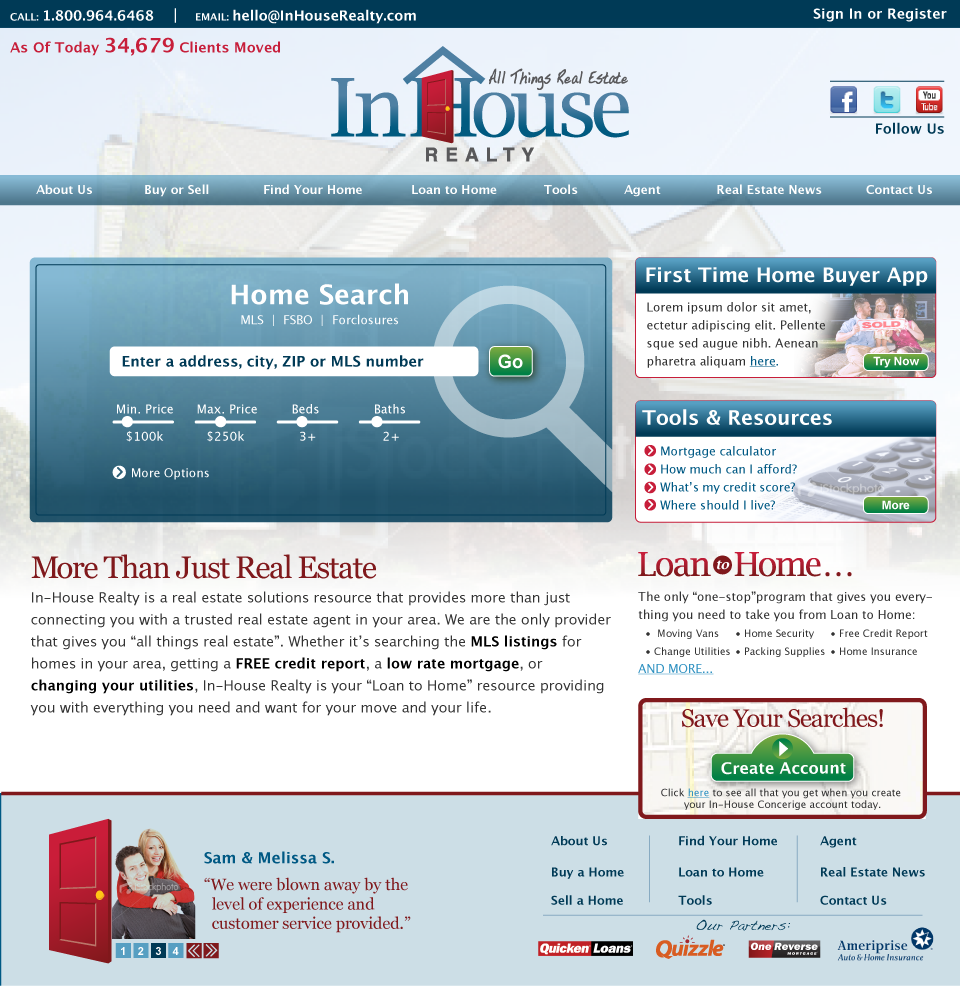 CALL: 1.800.964.6468 | EMAIL: hello@InHouseRealty.com
Sign In or Register
As Of Today 34,679 Clients Moved
All Things Real Estate
In House
REALTY
You
Tube
Follow Us
About Us Buy or Sell Find Your Home Loan to Home Tools Agent Real Estate News Contact Us
Home Search
MLS | FSBO | Forclosures
Enter a address, city, ZIP or MLS number
Go
Min. Price Max. Price Beds Baths
$100k $250k 3+ 2+
More Options
First Time Home Buyer App
Lorem ipsum dolor sit amet,
ectetur adipiscing elit. Pellente
sque sed augue nibh. Aenean
pharetra aliquam here.
SOLD
Try Now
Tools & Resources
Mortgage calculator
How much can I afford?
What's my credit score?
Where should I live?
iStockphoto
More
More Than Just Real Estate
In-House Realty is a real estate solutions resource that provides more than just
connecting you with a trusted real estate agent in your area. We are the only provider
that gives you “all things real estate”. Whether it’s searching the MLS listings for
homes in your area, getting a FREE credit report, a low rate mortgage, or
changing your utilities, In-House Realty is your “Loan to Home” resource providing
you with everything you need and want for your move and your life.
Loan to Home...
The only “one-stop”program that gives you every-
thing you need to take you from Loan to Home:
• Moving Vans • Home Security • Free Credit Report
• Change Utilities • Packing Supplies • Home Insurance
AND MORE...
Save Your Searches!
Create Account
Click here to see all that you get when you create
your In-House Concerige account today.
Sam & Melissa S.
“We were blown away by the
level of experience and
customer service provided.”
iStockphoto
1 2 3 4
About Us Find Your Home Agent
Buy a Home Loan to Home Real Estate News
Sell a Home Tools Contact Us
Our Partners:
Quicken Loans
Quizzle
One Reverse
MORTGAGE
Ameriprise
Auto & Home Insurance